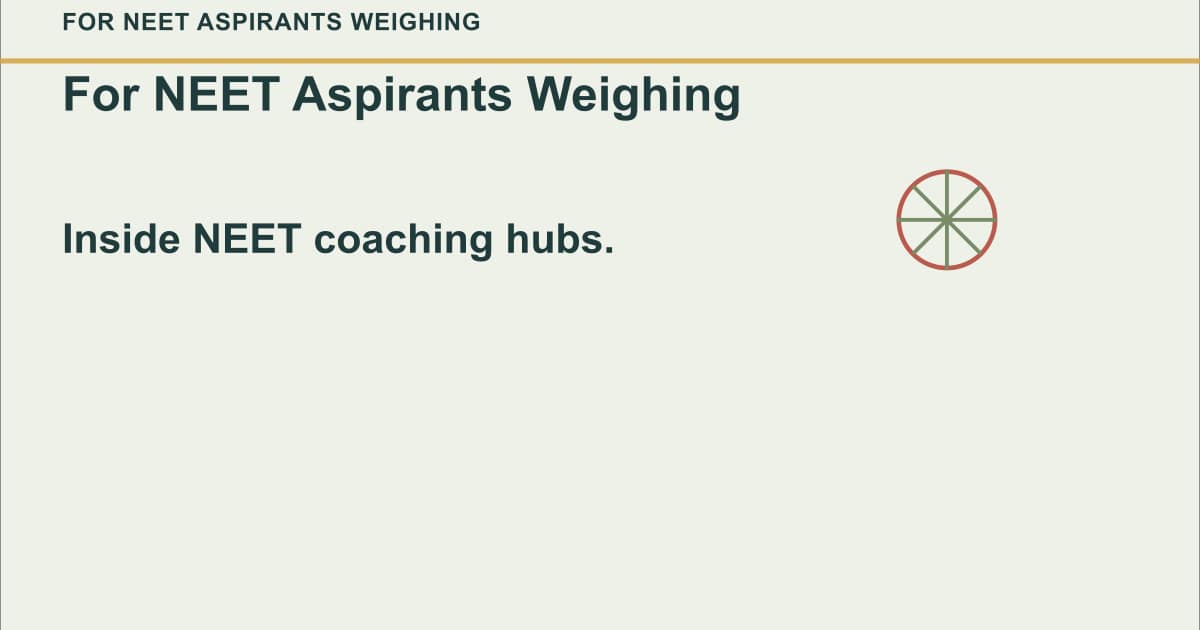 FOR NEET ASPIRANTS WEIGHING
For NEET Aspirants Weighing
Inside NEET coaching hubs.